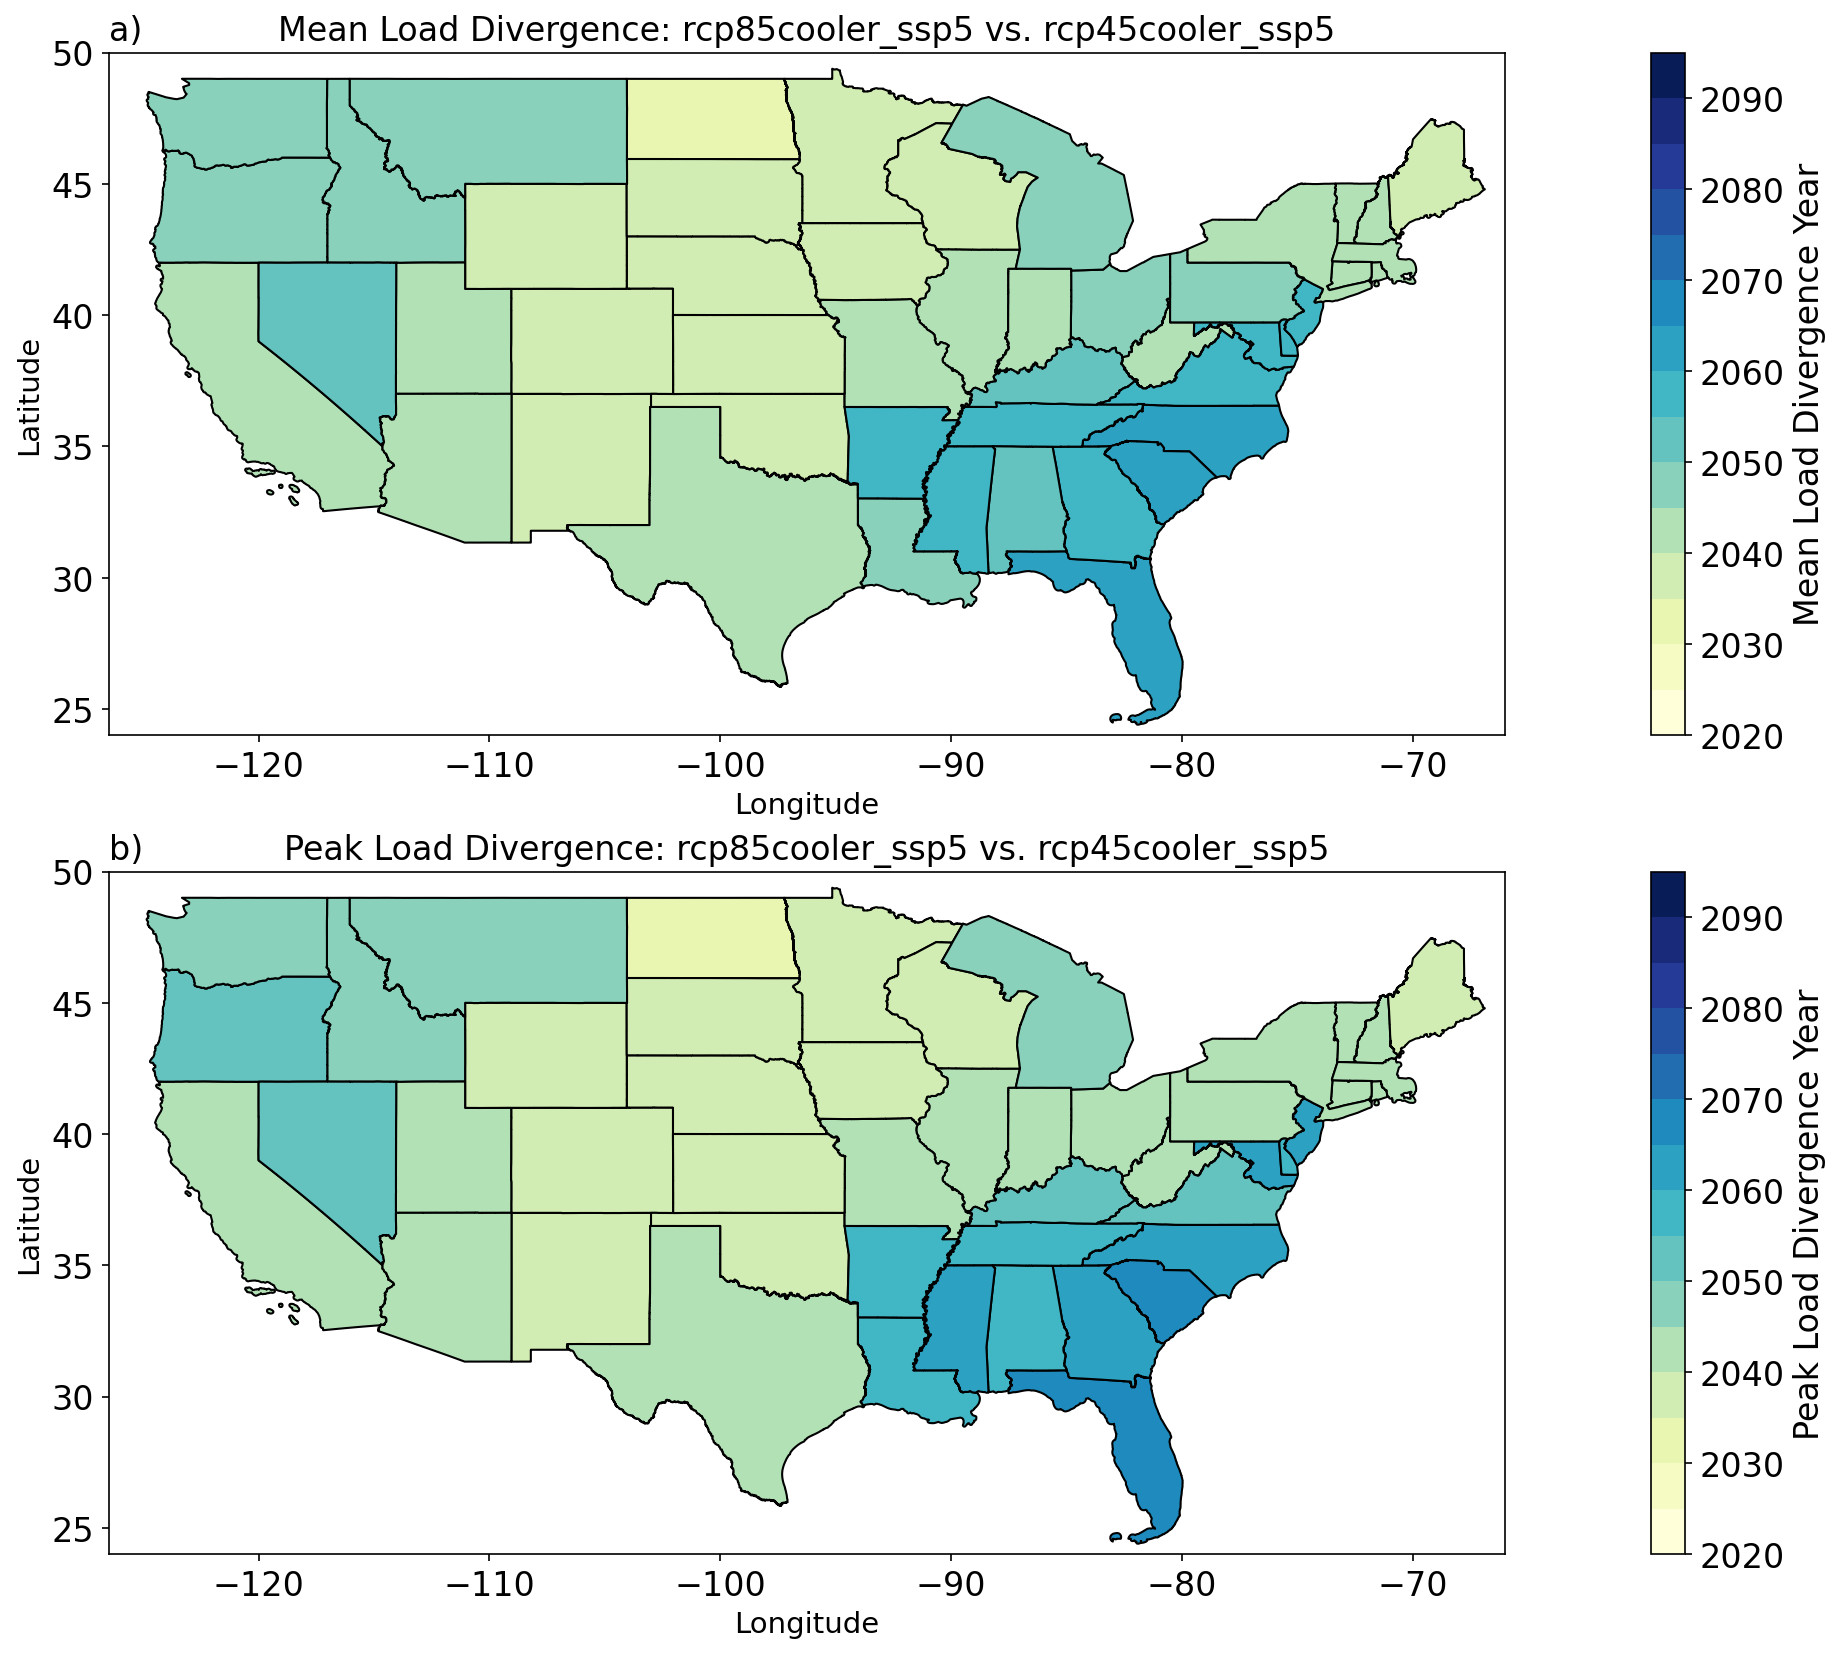 a) Mean Load Divergence: rcp85cooler_ssp5 vs. rcp45cooler_ssp5
50
45
40
35
30
25
Latitude
−120 −110 −100 −90 −80 −70
Longitude
2090
2080
2070
2060
2050
2040
2030
2020
Mean Load Divergence Year
b) Peak Load Divergence: rcp85cooler_ssp5 vs. rcp45cooler_ssp5
50
45
40
35
30
25
Latitude
−120 −110 −100 −90 −80 −70
Longitude
2090
2080
2070
2060
2050
2040
2030
2020
Peak Load Divergence Year